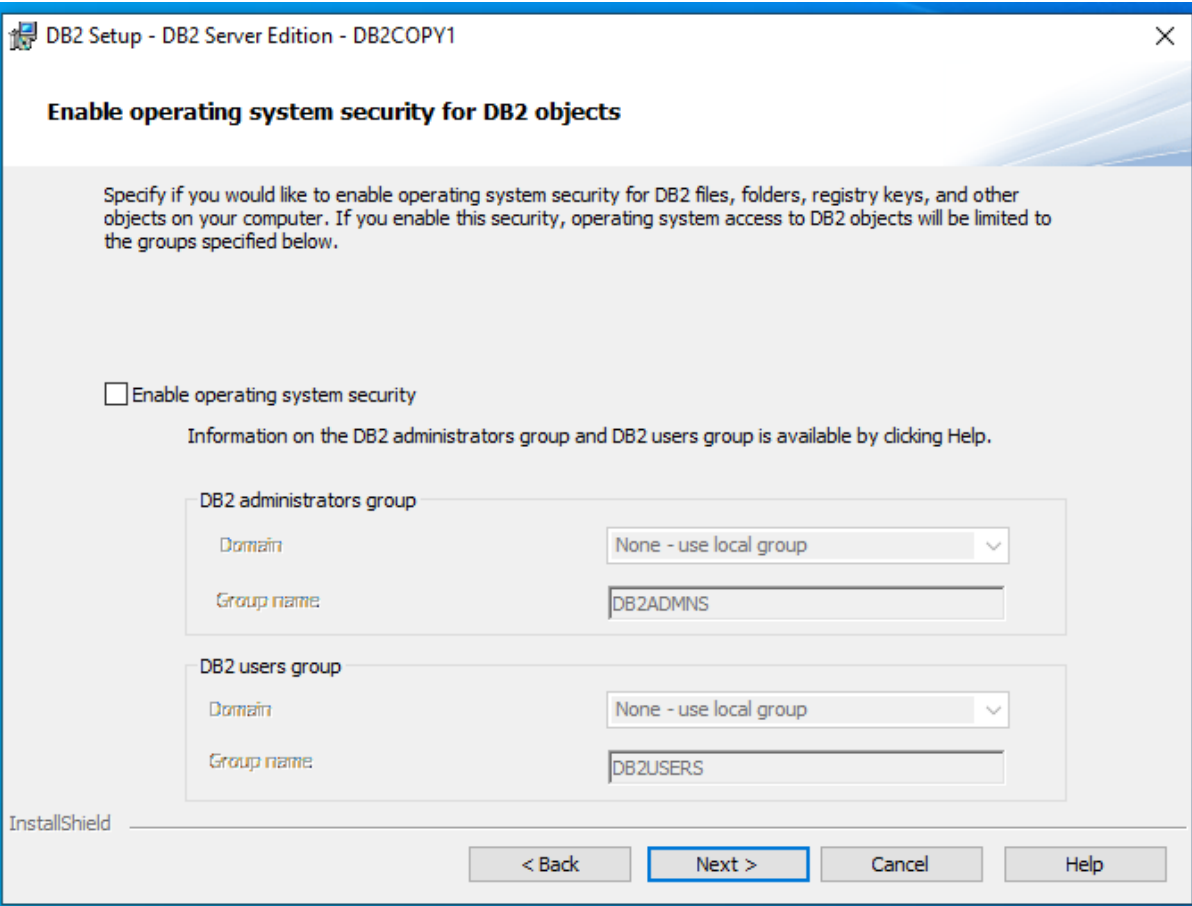 DB2 Setup - DB2 Server Edition - DB2COPY1
Enable operating system security for DB2 objects
Specify if you would like to enable operating system security for DB2 files, folders, registry keys, and other
objects on your computer. If you enable this security, operating system access to DB2 objects will be limited to
the groups specified below.
Enable operating system security
Information on the DB2 administrators group and DB2 users group is available by clicking Help.
DB2 administrators group
Domain
None - use local group
Group name
DB2ADMNS
DB2 users group
Domain
None - use local group
Group name
DB2USERS
InstallShield
< Back
Next >
Cancel
Help